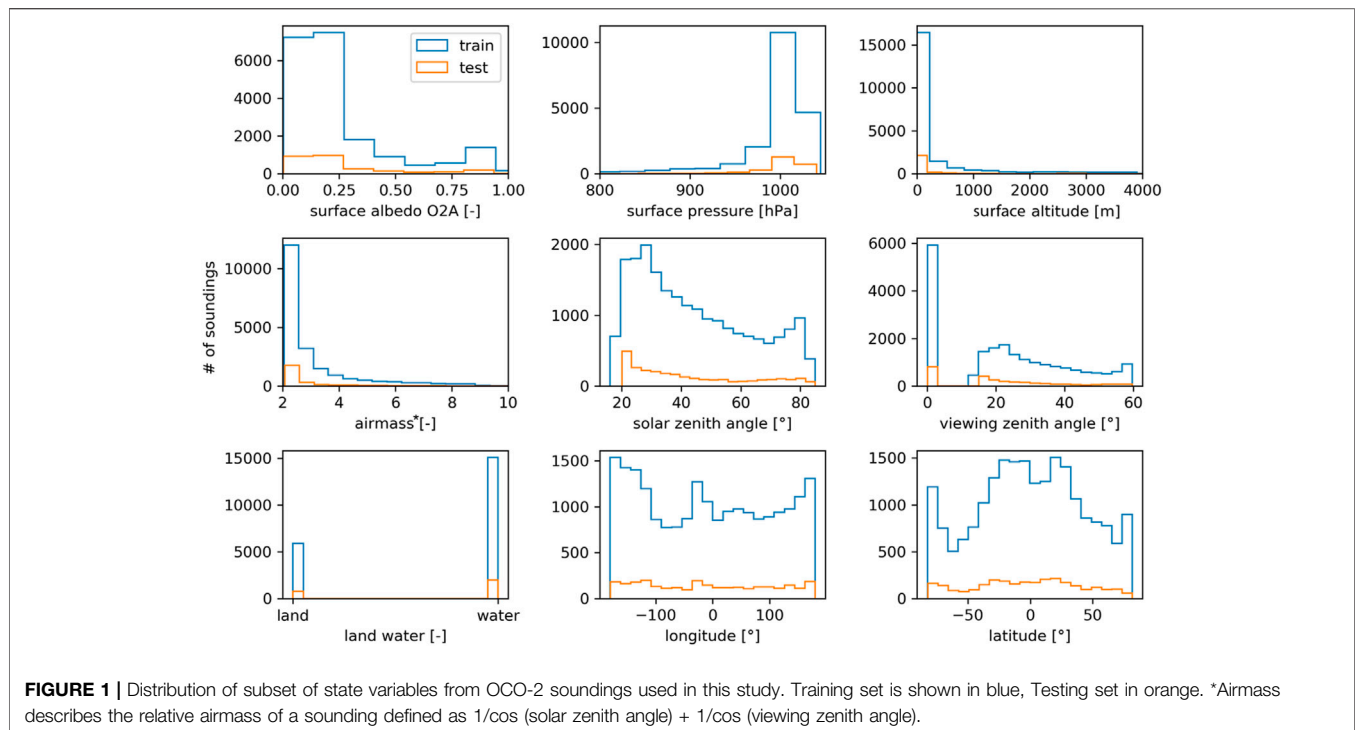 train
test
6000
4000
2000
0
0.00 0.25 0.50 0.75 1.00
surface albedo O2A [-]
10000
5000
0
800 900 1000
surface pressure [hPa]
15000
10000
5000
0
0 1000 2000 3000 4000
surface altitude [m]
# of soundings
10000
5000
0
2 4 6 8 10
airmass*[-]
2000
1000
0
20 40 60 80
solar zenith angle [°]
6000
4000
2000
0
0 20 40 60
viewing zenith angle [°]
15000
10000
5000
0
land water
land water [-]
1500
1000
500
0
−100 0 100
longitude [°]
1500
1000
500
0
−50 0 50
latitude [°]
FIGURE 1 | Distribution of subset of state variables from OCO-2 soundings used in this study. Training set is shown in blue, Testing set in orange. *Airmass
describes the relative airmass of a sounding defined as 1/cos (solar zenith angle) + 1/cos (viewing zenith angle).